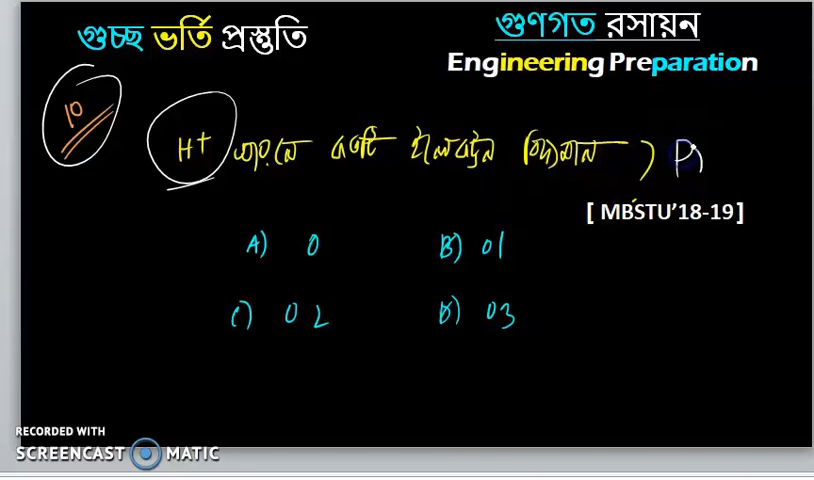 গুচ্ছ ভর্তি প্রস্তুতি
গুণগত রসায়ন
Engineering Preparation
10
H+ আয়নে কতটি ইলেকট্রন বিদ্যমান ?
[ MBSTU'18-19]
A) 0
B) 01
C) 02
D) 03
RECORDED WITH
SCREENCAST MATIC